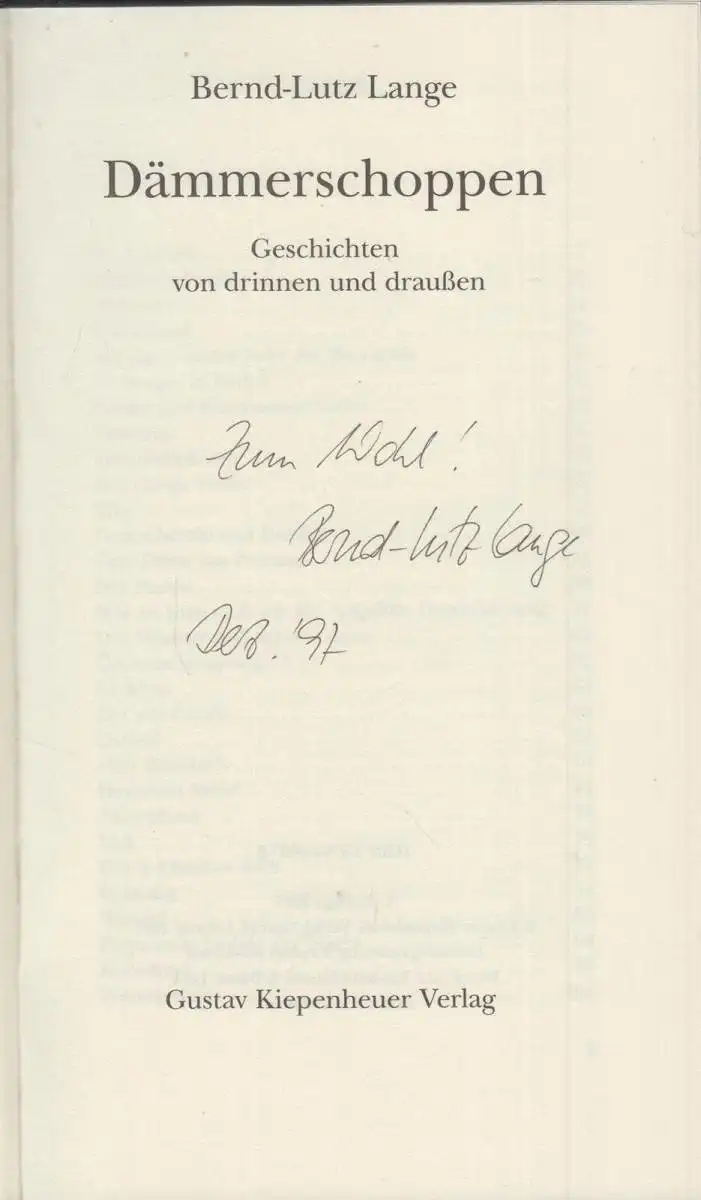 Bernd-Lutz Lange
Dämmerschoppen
Geschichten
von drinnen und draußen
Zum Wohl!
Bernd-Lutz Lange
Dez. '97
Gustav Kiepenheuer Verlag